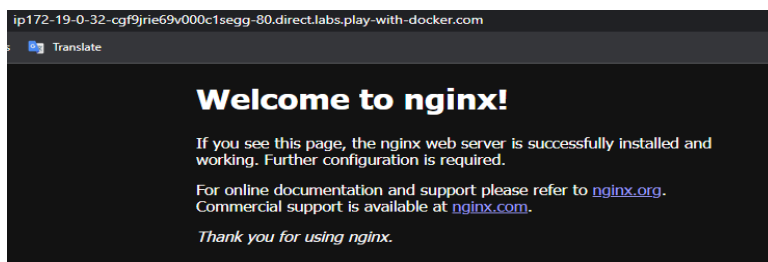 ip172-19-0-32-cgf9jrie69v000c1segg-80.direct.labs.play-with-docker.com
s Translate
Welcome to nginx!
If you see this page, the nginx web server is successfully installed and
working. Further configuration is required.
For online documentation and support please refer to nginx.org.
Commercial support is available at nginx.com.
Thank you for using nginx.